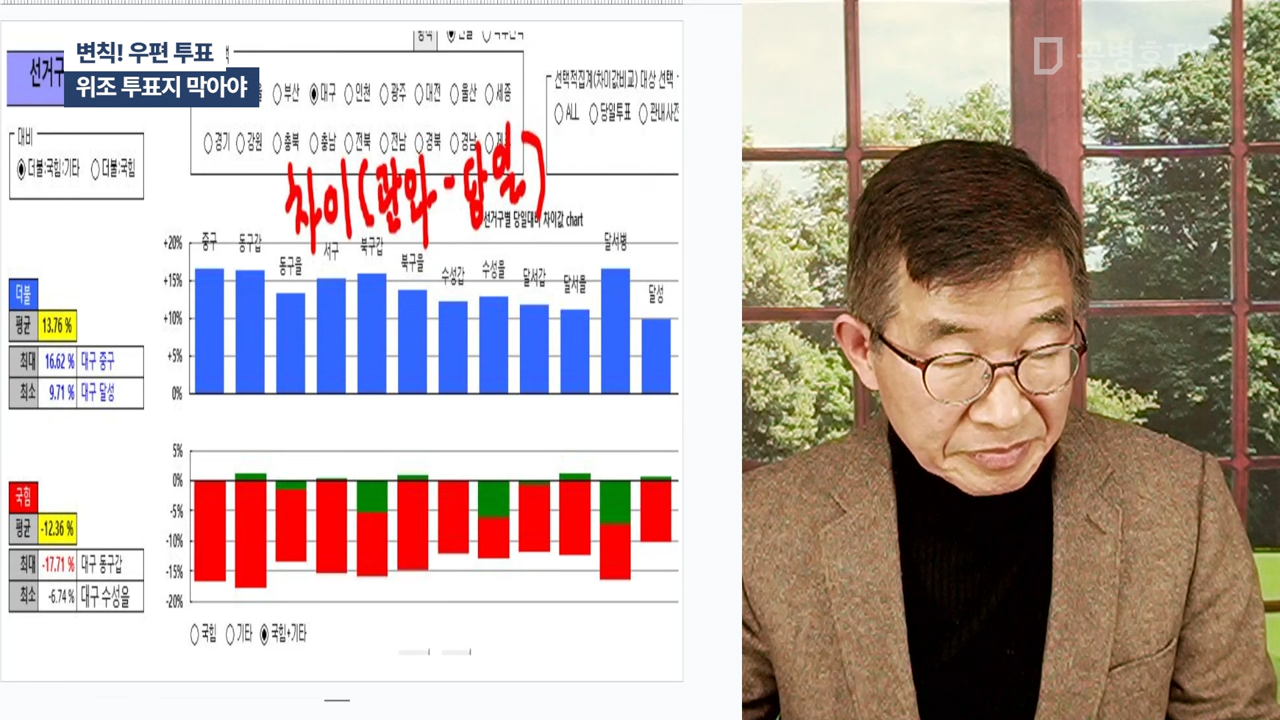 변칙! 우편 투표
위조 투표지 막아야
공병호TV
선거구
부산 대구 인천 광주 대전 울산 세종
경기 강원 충북 충남 전북 전남 경북 경남
선택적집계(차이값비교) 대상 선택
ALL 당일투표 관내사전
대비
더불:국힘:기타 더불:국힘
차이(관외-당일)
선거구별 당일대비 차이값 chart
+20%
+15%
+10%
+5%
0%
중구 동구갑 동구을 서구 북구갑 북구을 수성갑 수성을 달서갑 달서을 달서병 달성
더불
평균 13.76 %
최대 16.62 % 대구 중구
최소 9.71 % 대구 달성
5%
0%
-5%
-10%
-15%
-20%
국힘
평균 -12.36 %
최대 -17.71 % 대구 동구갑
최소 -6.74 % 대구 수성을
국힘 기타 국힘+기타